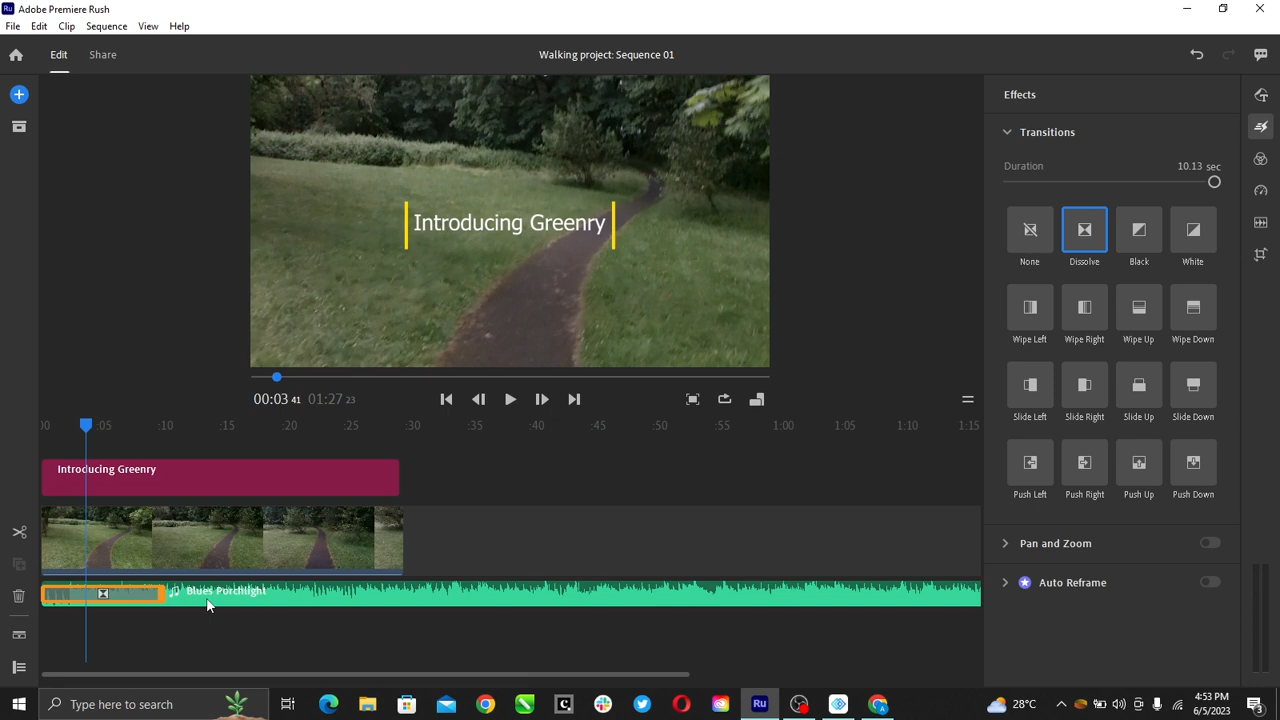 Adobe Premiere Rush
File Edit Clip Sequence View Help
Edit Share Walking project: Sequence 01
Effects
Transitions
Duration 10.13 sec
None Dissolve Black White
Wipe Left Wipe Right Wipe Up Wipe Down
Slide Left Slide Right Slide Up Slide Down
Push Left Push Right Push Up Push Down
Pan and Zoom
Auto Reframe
Introducing Greenry
00:03 41 01:27 23
:00 :05 :10 :15 :20 :25 :30 :35 :40 :45 :50 :55 1:00 1:05 1:10 1:15
Introducing Greenry
Blues Porchlight
Type here to search
Ru
28°C
4:53 PM
6/5/2023
3